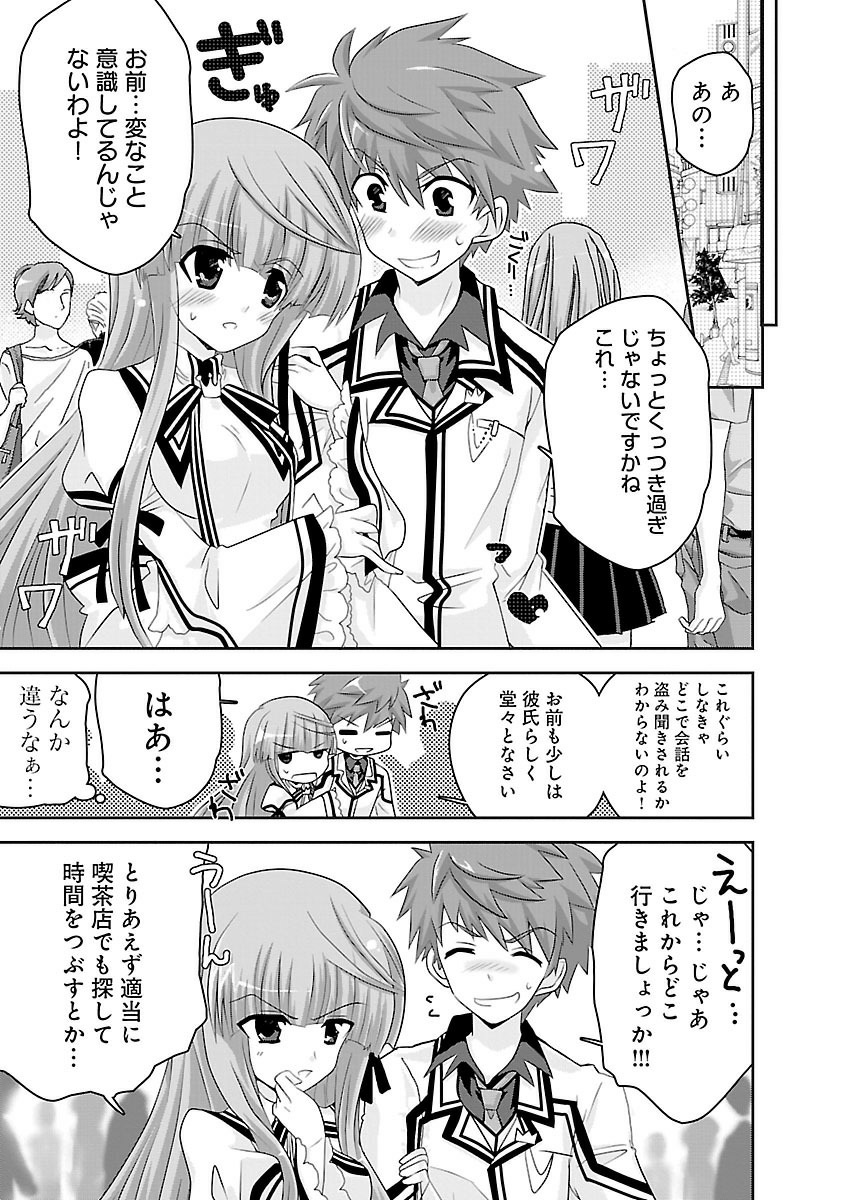 あ
あの…
ザワ
ちょっとくっつき過ぎ
じゃないですかね
これ…
ぎゅ
お前…変なこと
意識してるんじゃ
ないわよ！
ザワ
これぐらい
しなきゃ
どこで会話を
盗み聞きされるか
わからないのよ！
お前も少しは
彼氏らしく
堂々となさい
ざわ
ざわ
はあ…
なんか
違うなぁ…
えーっと…
じゃ…じゃあ
これからどこ
行きましょっか!!!
うーん
とりあえず適当に
喫茶店でも探して
時間をつぶすとか…